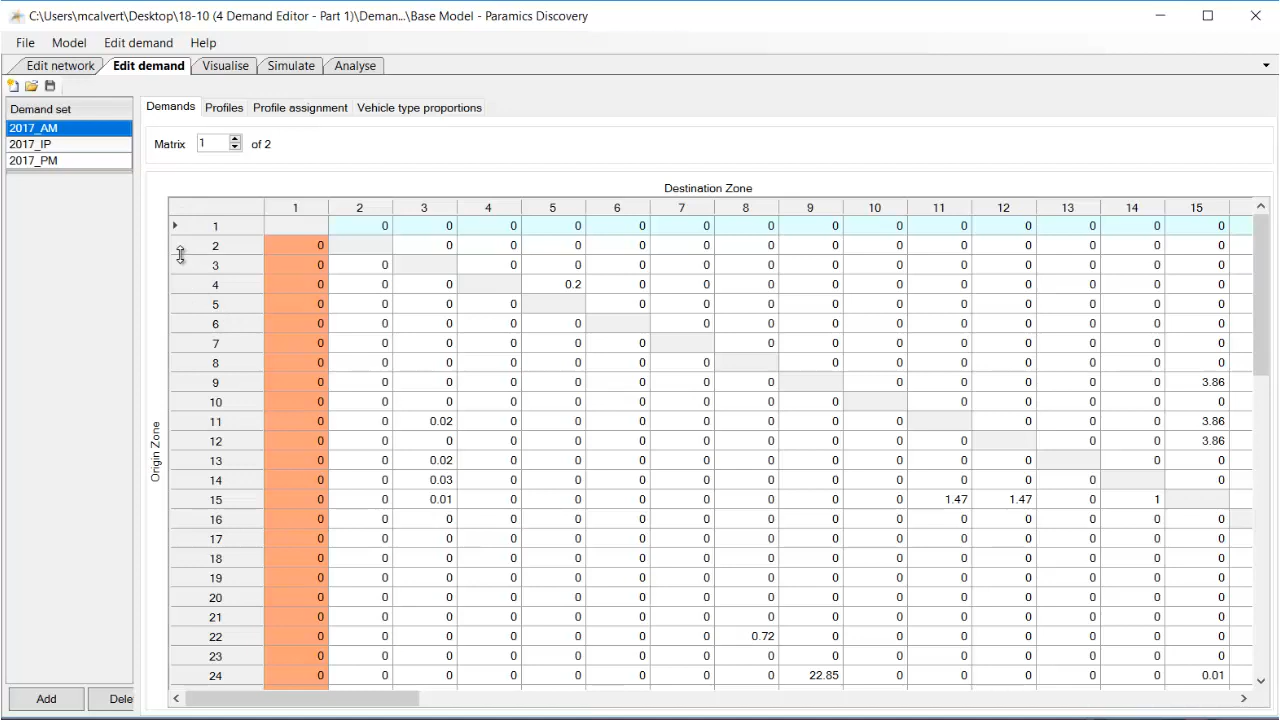 C:\Users\mcalvert\Desktop\18-10 (4 Demand Editor - Part 1)\Deman...\Base Model - Paramics Discovery
File Model Edit demand Help
Edit network Edit demand Visualise Simulate Analyse
Demand set
2017_AM
2017_IP
2017_PM
Add Dele
Demands Profiles Profile assignment Vehicle type proportions
Matrix 1 of 2
Destination Zone
Origin Zone
1 2 3 4 5 6 7 8 9 10 11 12 13 14 15
1 0 0 0 0 0 0 0 0 0 0 0 0 0 0
2 0 0 0 0 0 0 0 0 0 0 0 0 0 0
3 0 0 0 0 0 0 0 0 0 0 0 0 0 0
4 0 0 0 0.2 0 0 0 0 0 0 0 0 0 0
5 0 0 0 0 0 0 0 0 0 0 0 0 0 0
6 0 0 0 0 0 0 0 0 0 0 0 0 0 0
7 0 0 0 0 0 0 0 0 0 0 0 0 0 0
8 0 0 0 0 0 0 0 0 0 0 0 0 0 0
9 0 0 0 0 0 0 0 0 0 0 0 0 0 3.86
10 0 0 0 0 0 0 0 0 0 0 0 0 0 0
11 0 0 0.02 0 0 0 0 0 0 0 0 0 0 3.86
12 0 0 0 0 0 0 0 0 0 0 0 0 0 3.86
13 0 0 0.02 0 0 0 0 0 0 0 0 0 0 0
14 0 0 0.03 0 0 0 0 0 0 0 0 0 0 0
15 0 0 0.01 0 0 0 0 0 0 0 1.47 1.47 0 1
16 0 0 0 0 0 0 0 0 0 0 0 0 0 0 0
17 0 0 0 0 0 0 0 0 0 0 0 0 0 0 0
18 0 0 0 0 0 0 0 0 0 0 0 0 0 0 0
19 0 0 0 0 0 0 0 0 0 0 0 0 0 0 0
20 0 0 0 0 0 0 0 0 0 0 0 0 0 0 0
21 0 0 0 0 0 0 0 0 0 0 0 0 0 0 0
22 0 0 0 0 0 0 0 0.72 0 0 0 0 0 0 0
23 0 0 0 0 0 0 0 0 0 0 0 0 0 0 0
24 0 0 0 0 0 0 0 0 22.85 0 0 0 0 0 0.01